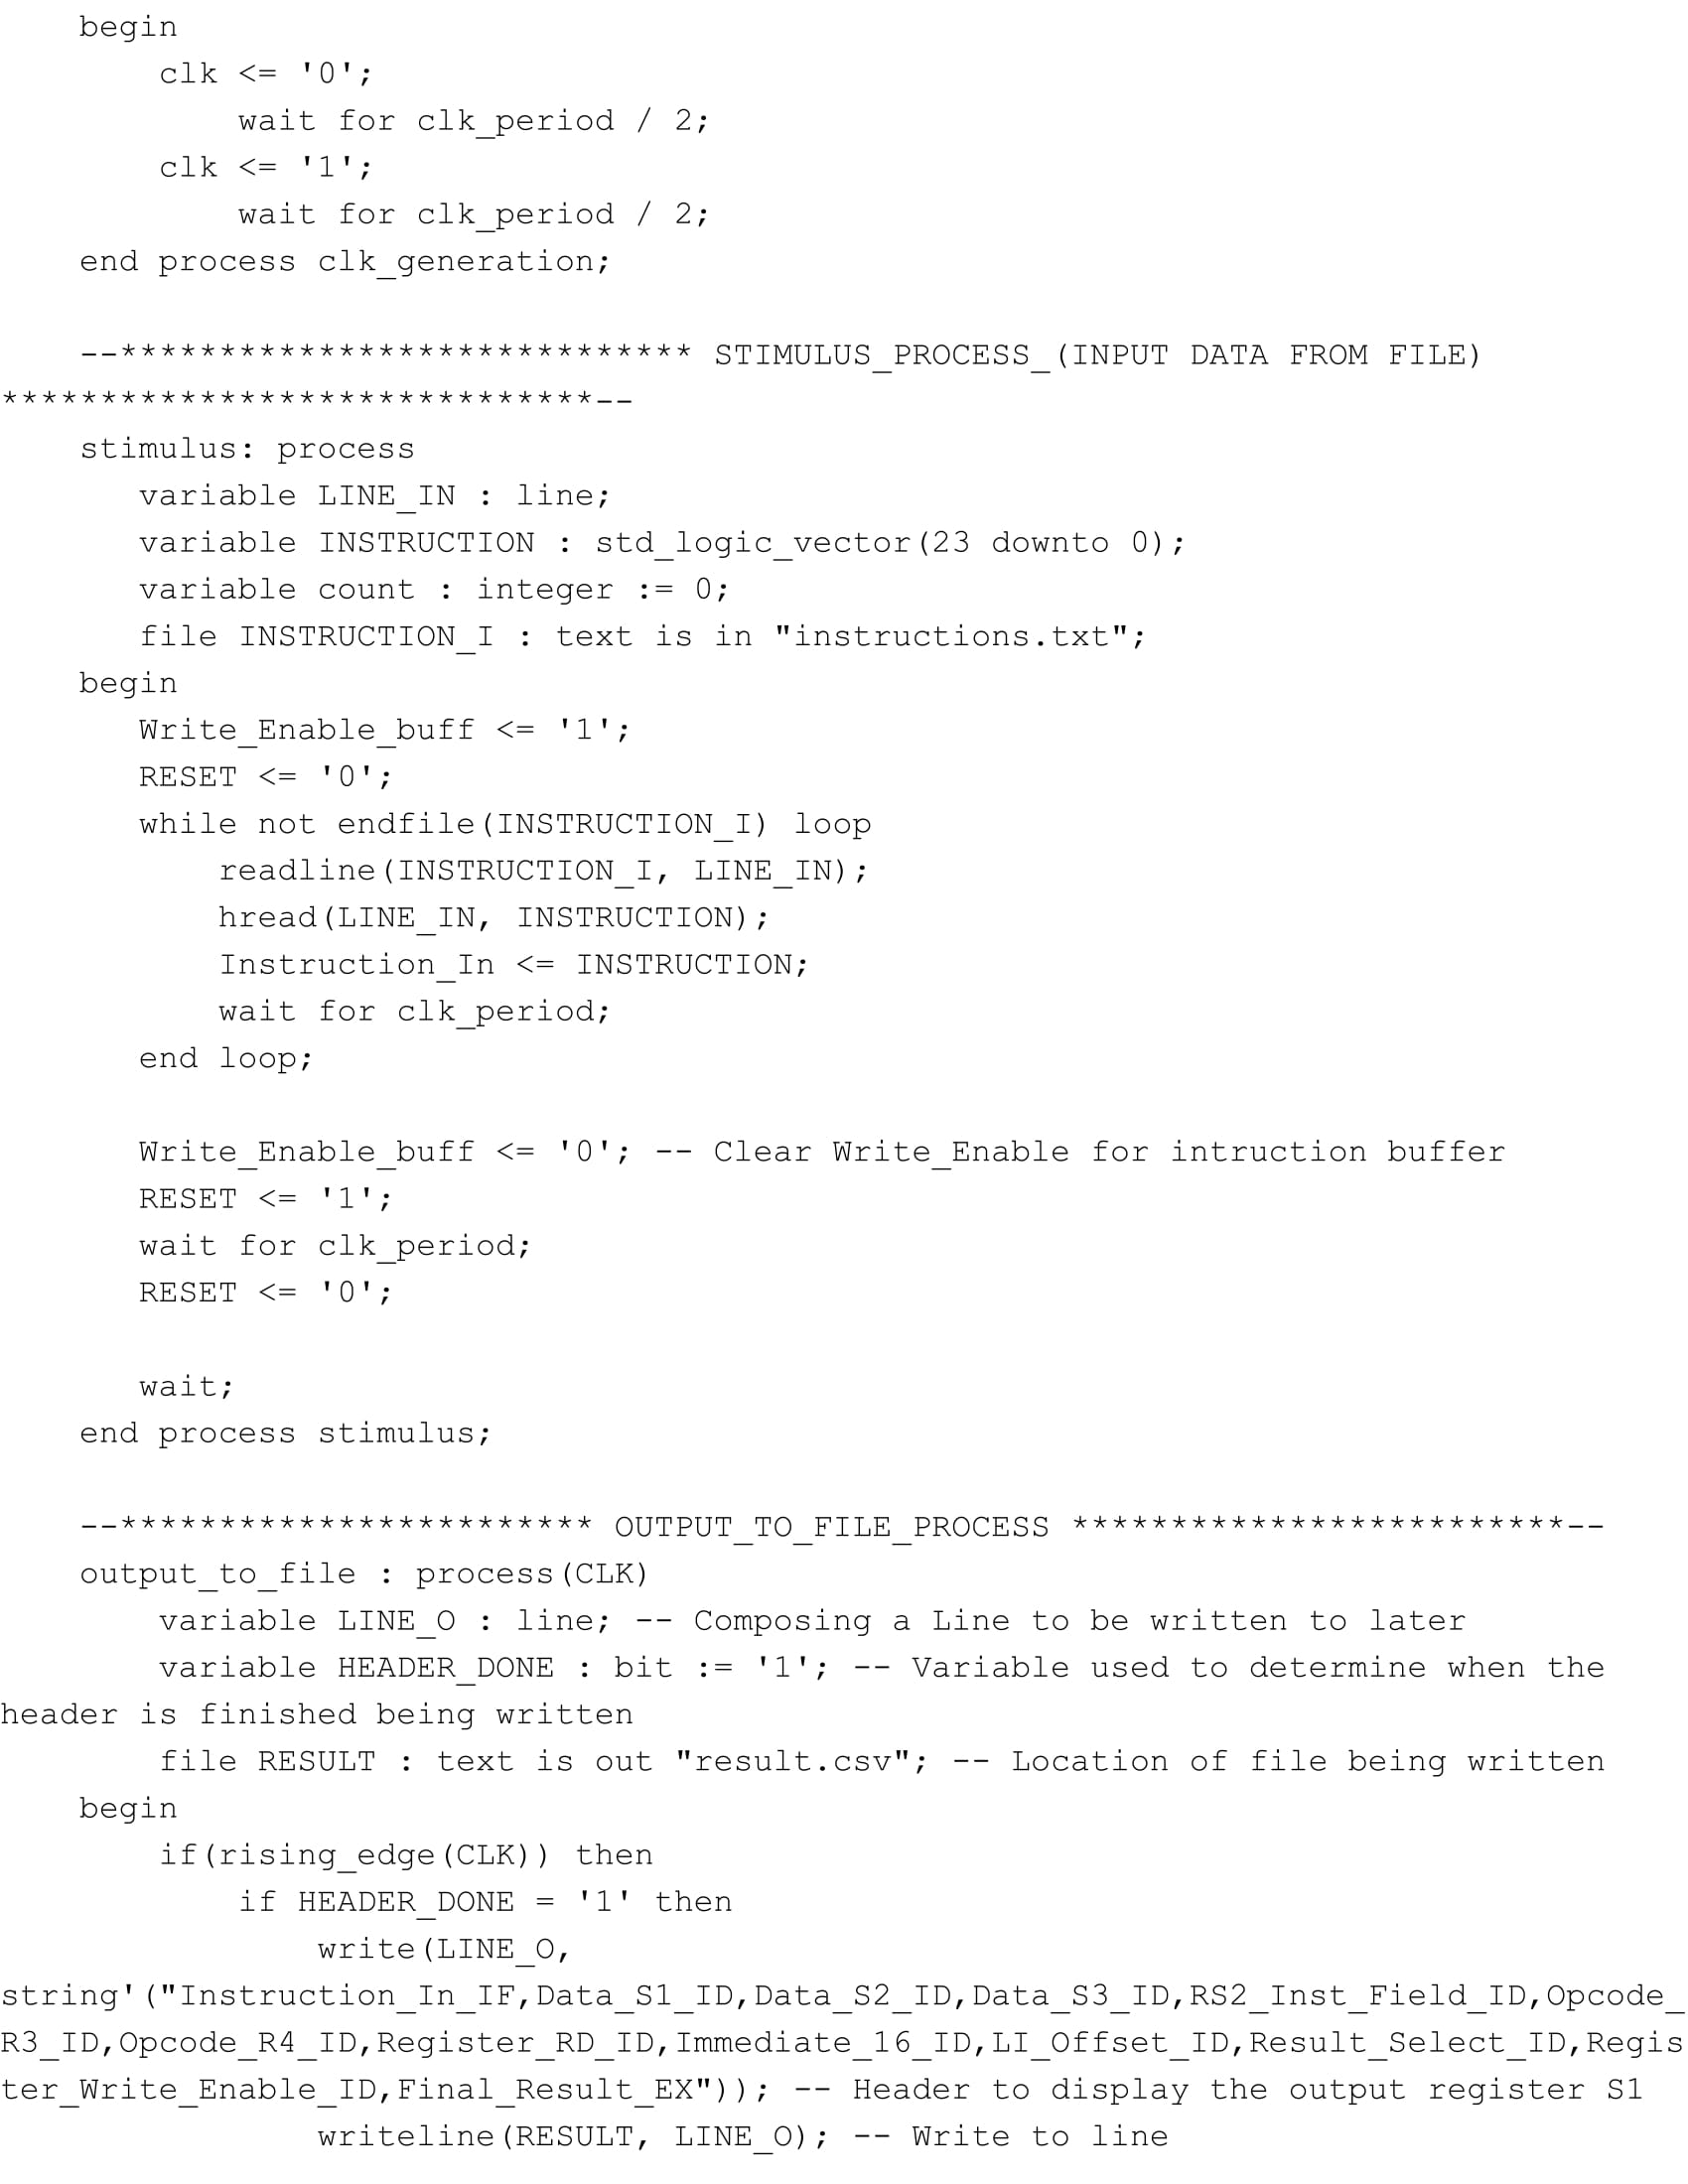 begin
clk <= '0';
wait for clk_period / 2;
clk <= '1';
wait for clk_period / 2;
end process clk_generation;
--***************************** STIMULUS_PROCESS_(INPUT DATA FROM FILE)
******************************--
stimulus: process
variable LINE_IN : line;
variable INSTRUCTION : std_logic_vector(23 downto 0);
variable count : integer := 0;
file INSTRUCTION_I : text is in "instructions.txt";
begin
Write_Enable_buff <= '1';
RESET <= '0';
while not endfile(INSTRUCTION_I) loop
readline(INSTRUCTION_I, LINE_IN);
hread(LINE_IN, INSTRUCTION);
Instruction_In <= INSTRUCTION;
wait for clk_period;
end loop;
Write_Enable_buff <= '0'; -- Clear Write_Enable for intruction buffer
RESET <= '1';
wait for clk_period;
RESET <= '0';
wait;
end process stimulus;
--************************ OUTPUT_TO_FILE_PROCESS *************************--
output_to_file : process(CLK)
variable LINE_O : line; -- Composing a Line to be written to later
variable HEADER_DONE : bit := '1'; -- Variable used to determine when the
header is finished being written
file RESULT : text is out "result.csv"; -- Location of file being written
begin
if(rising_edge(CLK)) then
if HEADER_DONE = '1' then
write(LINE_O,
string'("Instruction_In_IF,Data_S1_ID,Data_S2_ID,Data_S3_ID,RS2_Inst_Field_ID,Opcode_
R3_ID,Opcode_R4_ID,Register_RD_ID,Immediate_16_ID,LI_Offset_ID,Result_Select_ID,Regis
ter_Write_Enable_ID,Final_Result_EX")); -- Header to display the output register S1
writeline(RESULT, LINE_O); -- Write to line